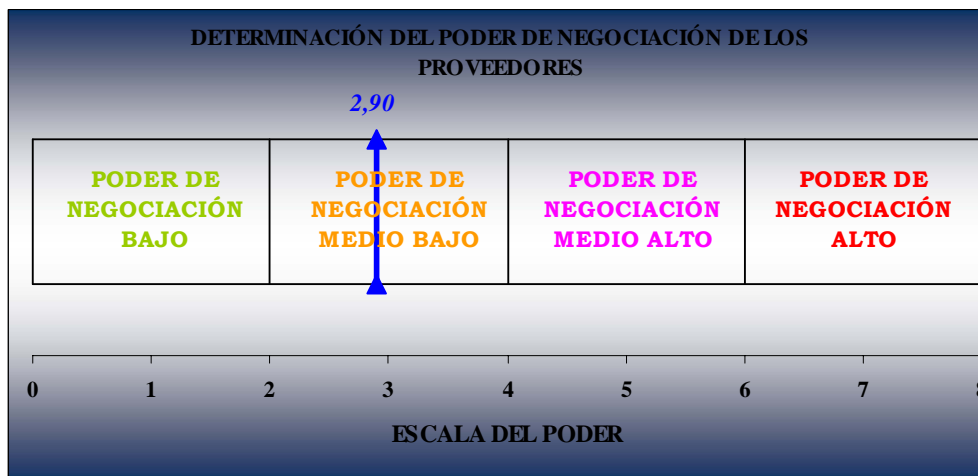 DETERMINACIÓN DEL PODER DE NEGOCIACIÓN DE LOS
PROVEEDORES
2,90
PODER DE
NEGOCIACIÓN
BAJO
PODER DE
NEGOCIACIÓN
MEDIO BAJO
PODER DE
NEGOCIACIÓN
MEDIO ALTO
PODER DE
NEGOCIACIÓN
ALTO
0 1 2 3 4 5 6 7 8
ESCALA DEL PODER